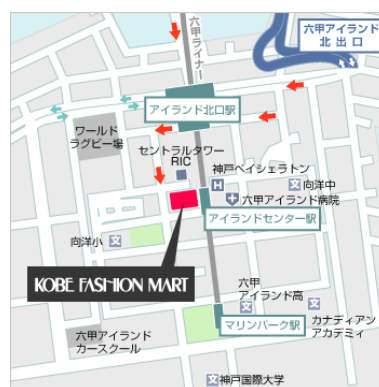 六甲ライナー
六甲アイランド
北出口
アイランド北口駅
ワールド
ラグビー場
セントラルタワー
RIC
神戸ベイシェラトン
H
文 向洋中
六甲アイランド病院
アイランドセンター駅
向洋小 文
KOBE FASHION MART
六甲
アイランド高
文
文
マリンパーク駅
カナディアン
アカデミィ
六甲アイランド
カースクール
文 神戸国際大学